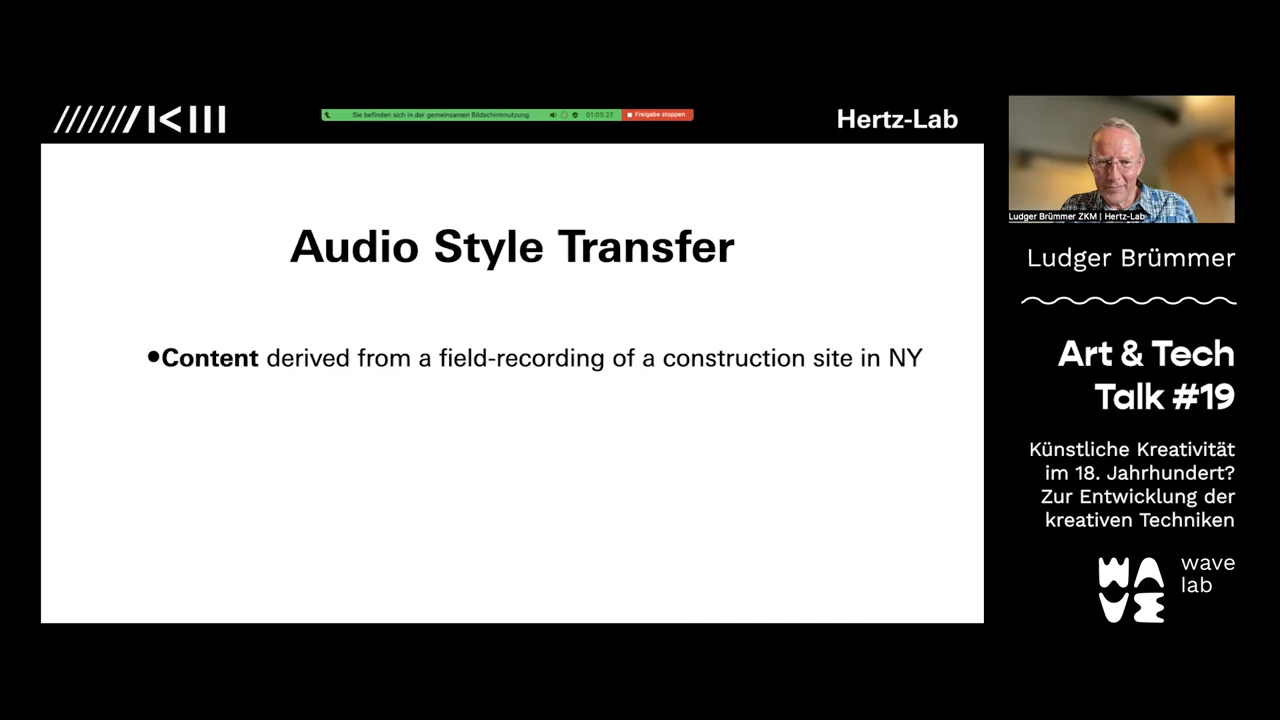 Sie befinden sich in der gemeinsamen Bildschirmnutzung
01:03:27
Freigabe stoppen
Hertz-Lab
Audio Style Transfer
•Content derived from a field-recording of a construction site in NY
Ludger Brümmer ZKM | Hertz-Lab
Ludger Brümmer
Art & Tech
Talk #19
Künstliche Kreativität
im 18. Jahrhundert?
Zur Entwicklung der
kreativen Techniken
WAVE
wave
lab